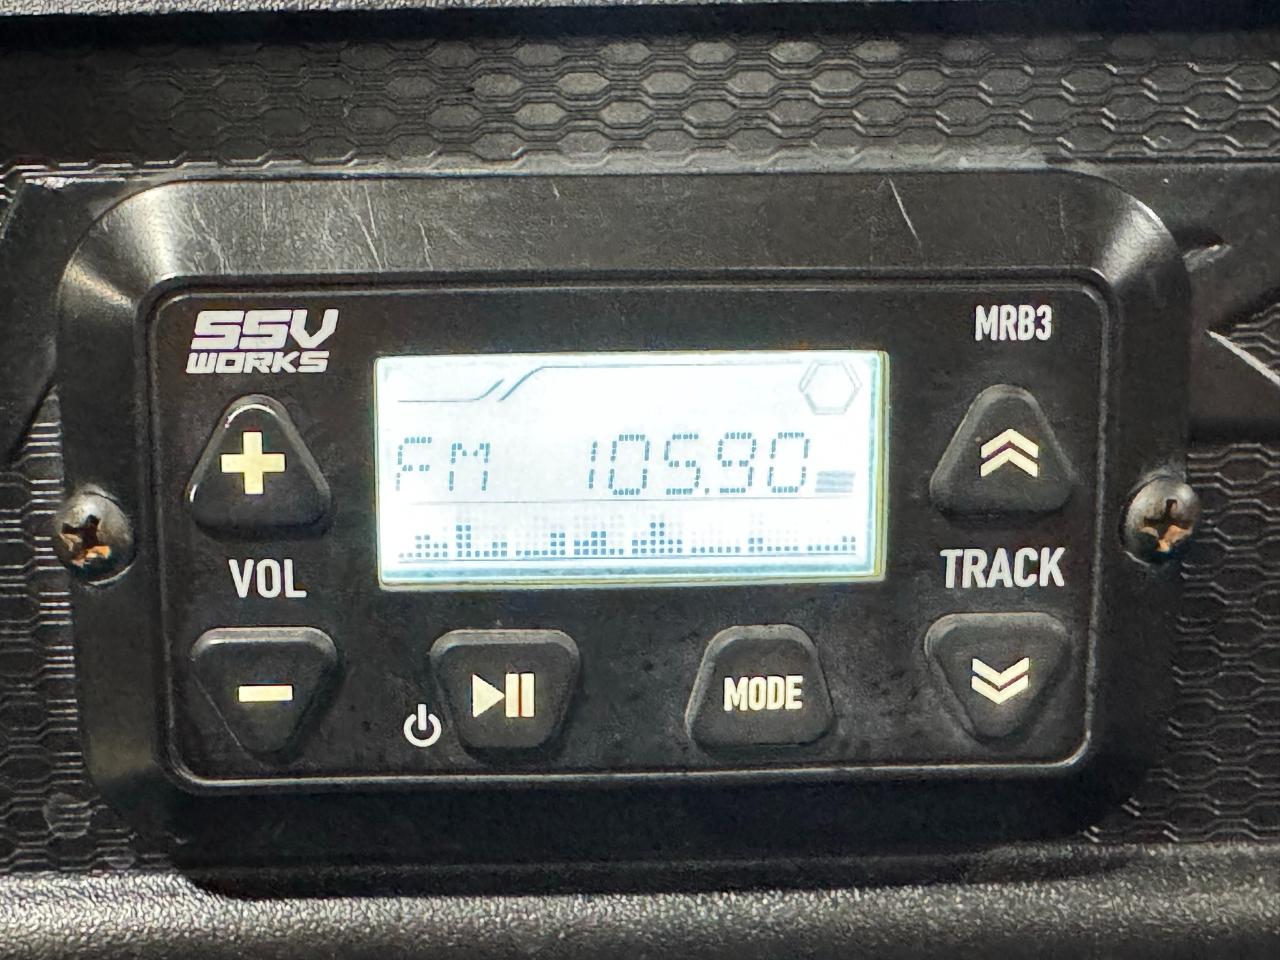 SSV
WORKS
MRB3
FM 105.90
VOL
TRACK
MODE